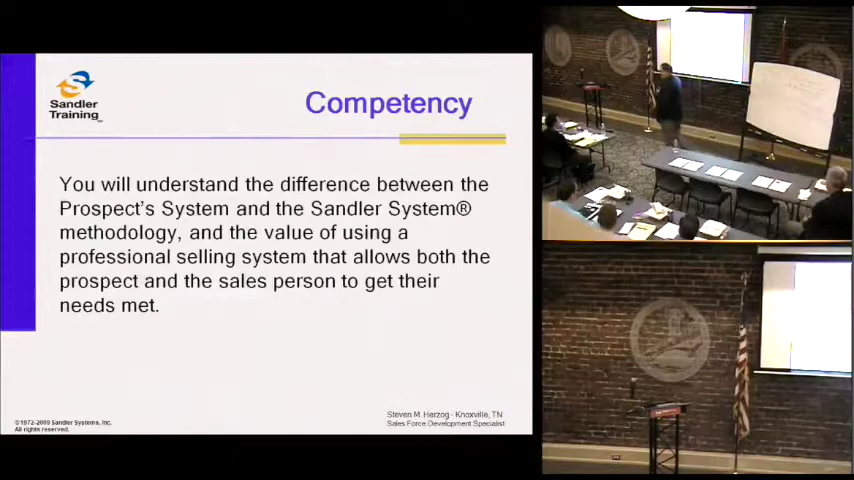 Sandler
Training
Competency
You will understand the difference between the
Prospect's System and the Sandler System®
methodology, and the value of using a
professional selling system that allows both the
prospect and the sales person to get their
needs met.
©1972-2009 Sandler Systems, Inc.
All rights reserved.
Steven M. Herzog - Knoxville, TN
Sales Force Development Specialist